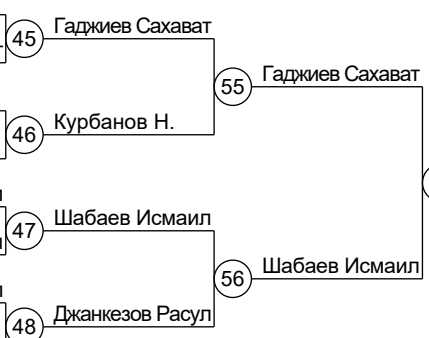 45 Гаджиев Сахават
55 Гаджиев Сахават
46 Курбанов Н.
47 Шабаев Исмаил
56 Шабаев Исмаил
48 Джанкезов Расул